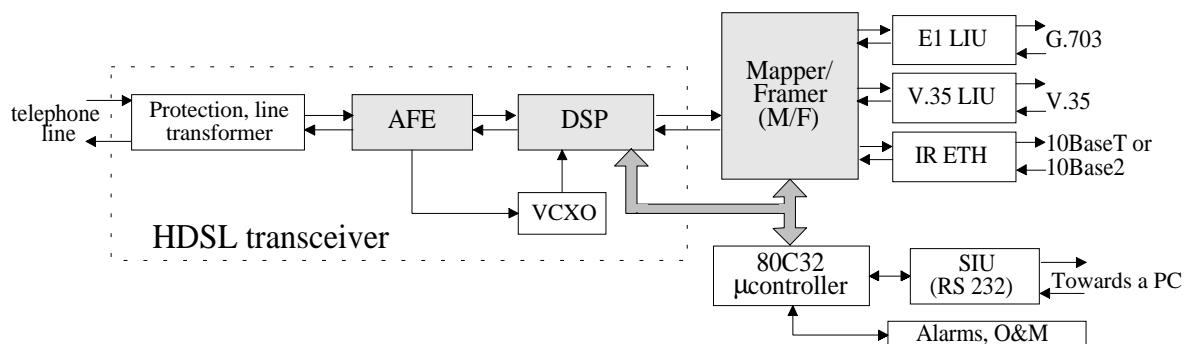 telephone
line
Protection, line
transformer
AFE
DSP
VCXO
HDSL transceiver
Mapper/
Framer
(M/F)
E1 LIU
G.703
V.35 LIU
V.35
IR ETH
10BaseT or
10Base2
80C32
μcontroller
SIU
(RS 232)
Towards a PC
Alarms, O&M